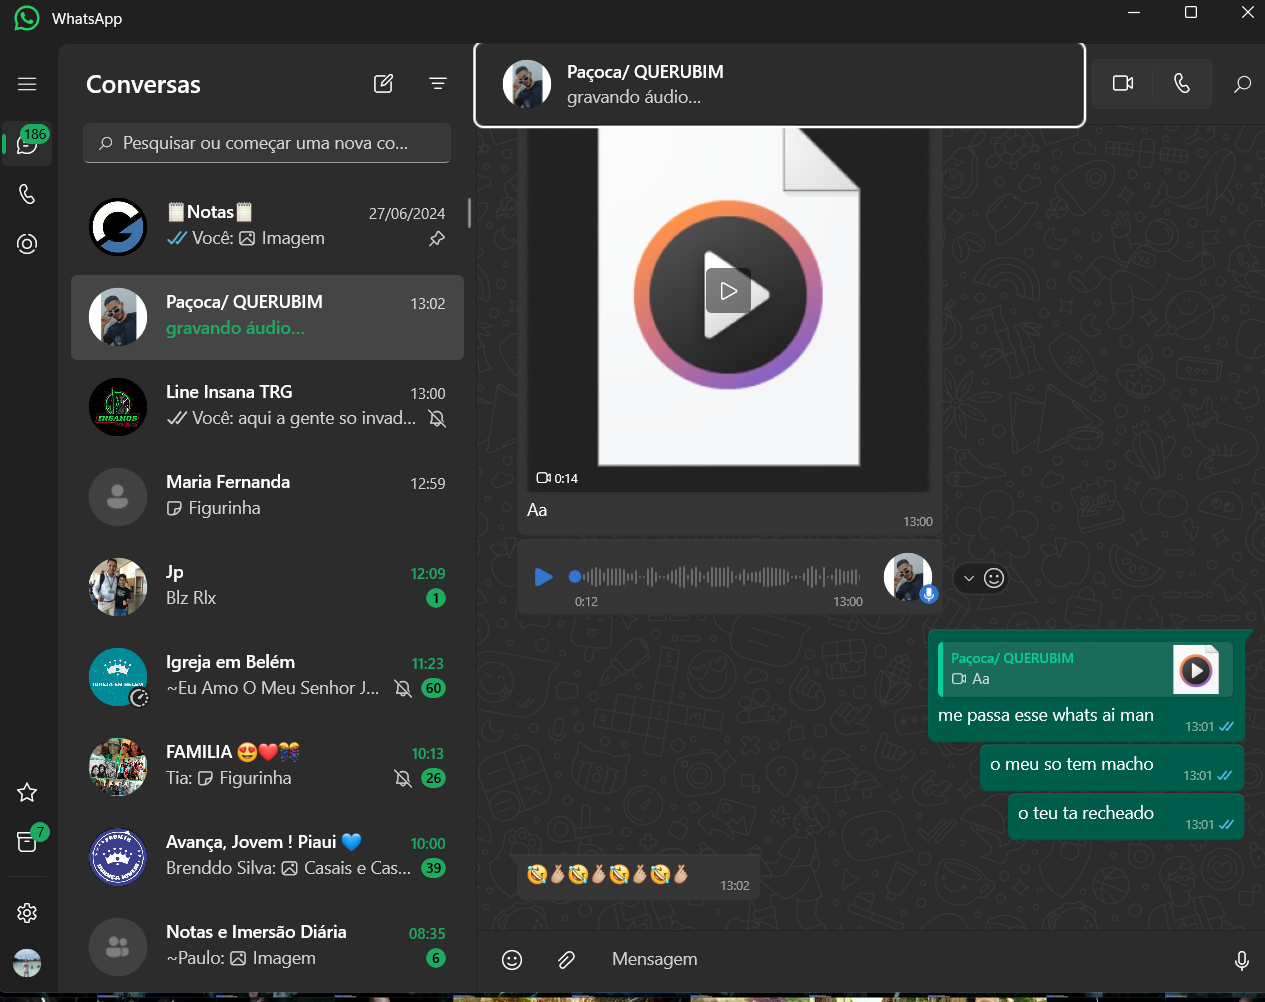 WhatsApp
Conversas
Pesquisar ou começar uma nova co...
186
🗒️Notas🗒️
27/06/2024
Você: Imagem
Paçoca/ QUERUBIM
13:02
gravando áudio...
Line Insana TRG
13:00
Você: aqui a gente so invad...
Maria Fernanda
12:59
Figurinha
Jp
12:09
Blz Rlx
1
Igreja em Belém
11:23
~Eu Amo O Meu Senhor J...
60
FAMILIA 😍❤️🎊
10:13
Tia: Figurinha
26
Avança, Jovem ! Piaui 💙
10:00
Brenddo Silva: Casais e Cas...
39
Notas e Imersão Diária
08:35
~Paulo: Imagem
6
7
Paçoca/ QUERUBIM
gravando áudio...
0:14
Aa
13:00
0:12
13:00
Paçoca/ QUERUBIM
Aa
me passa esse whats ai man
13:01
o meu so tem macho
13:01
o teu ta recheado
13:01
🤣🫰🏼🤣🫰🏼🤣🫰🏼🤣🫰🏼
13:02
Mensagem